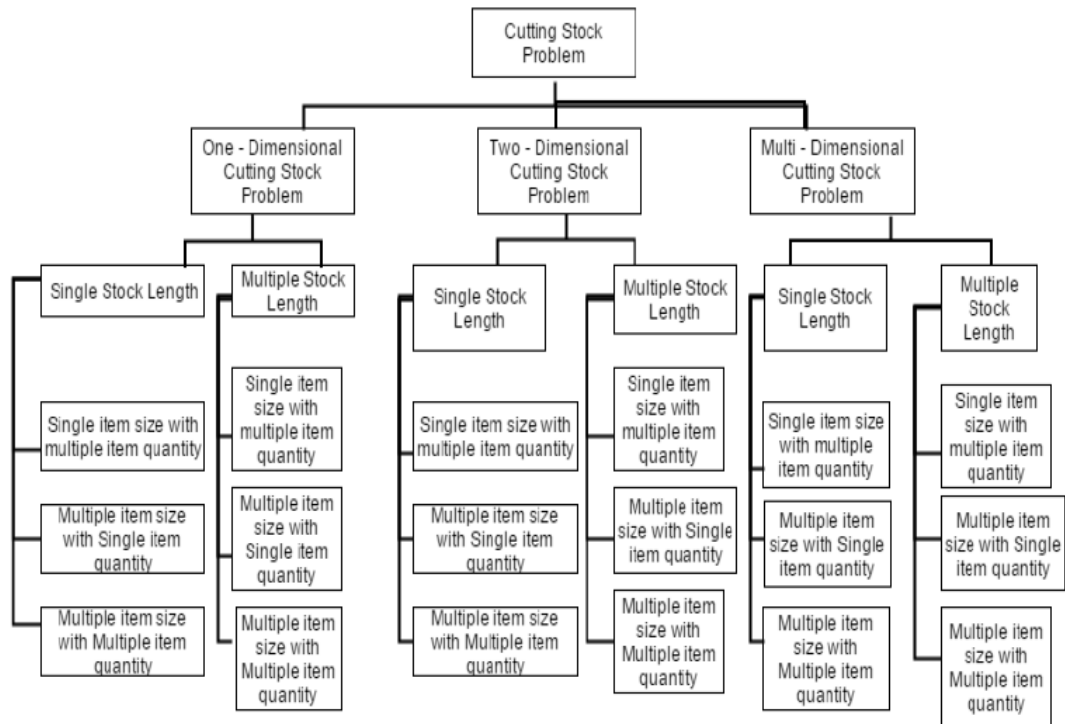 Cutting Stock
Problem
One - Dimensional
Cutting Stock
Problem
Two - Dimensional
Cutting Stock
Problem
Multi - Dimensional
Cutting Stock
Problem
Single Stock Length
Multiple Stock
Length
Single Stock
Length
Multiple Stock
Length
Single Stock
Length
Multiple
Stock
Length
Single item size with
multiple item quantity
Single item
size with
multiple item
quantity
Single item size with
multiple item quantity
Single item
size with
multiple item
quantity
Single item size
with multiple
item quantity
Single item
size with
multiple item
quantity
Multiple item size
with Single item
quantity
Multiple item
size with
Single item
quantity
Multiple item size
with Single item
quantity
Multiple item
size with Single
item quantity
Multiple item
size with Single
item quantity
Multiple item
size with Single
item quantity
Multiple item size
with Multiple item
quantity
Multiple item
size with
Multiple item
quantity
Multiple item size
with Multiple item
quantity
Multiple item
size with
Multiple item
quantity
Multiple item
size with
Multiple item
quantity
Multiple item
size with
Multiple item
quantity